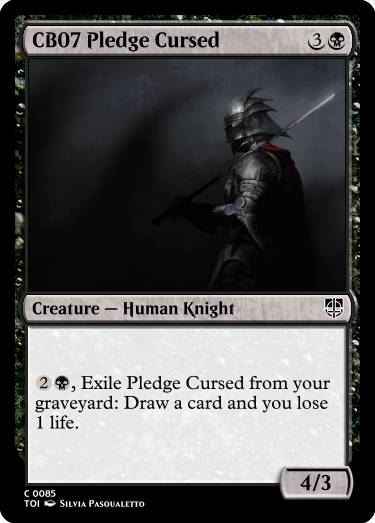 CB07 Pledge Cursed 3
Creature — Human Knight
2 , Exile Pledge Cursed from your
graveyard: Draw a card and you lose
1 life.
4/3
C 0085
TOI Silvia Pasqualetto